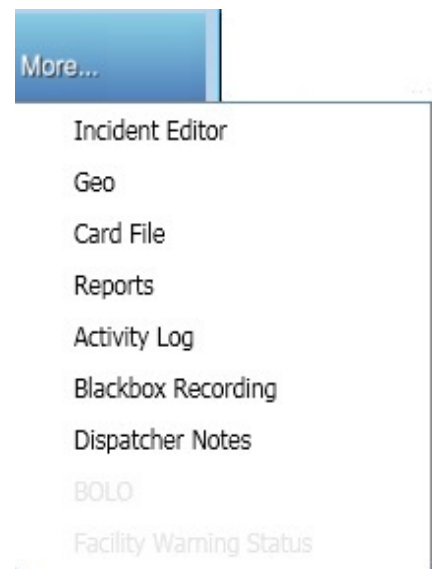 More...
Incident Editor
Geo
Card File
Reports
Activity Log
Blackbox Recording
Dispatcher Notes
BOLO
Facility Warning Status